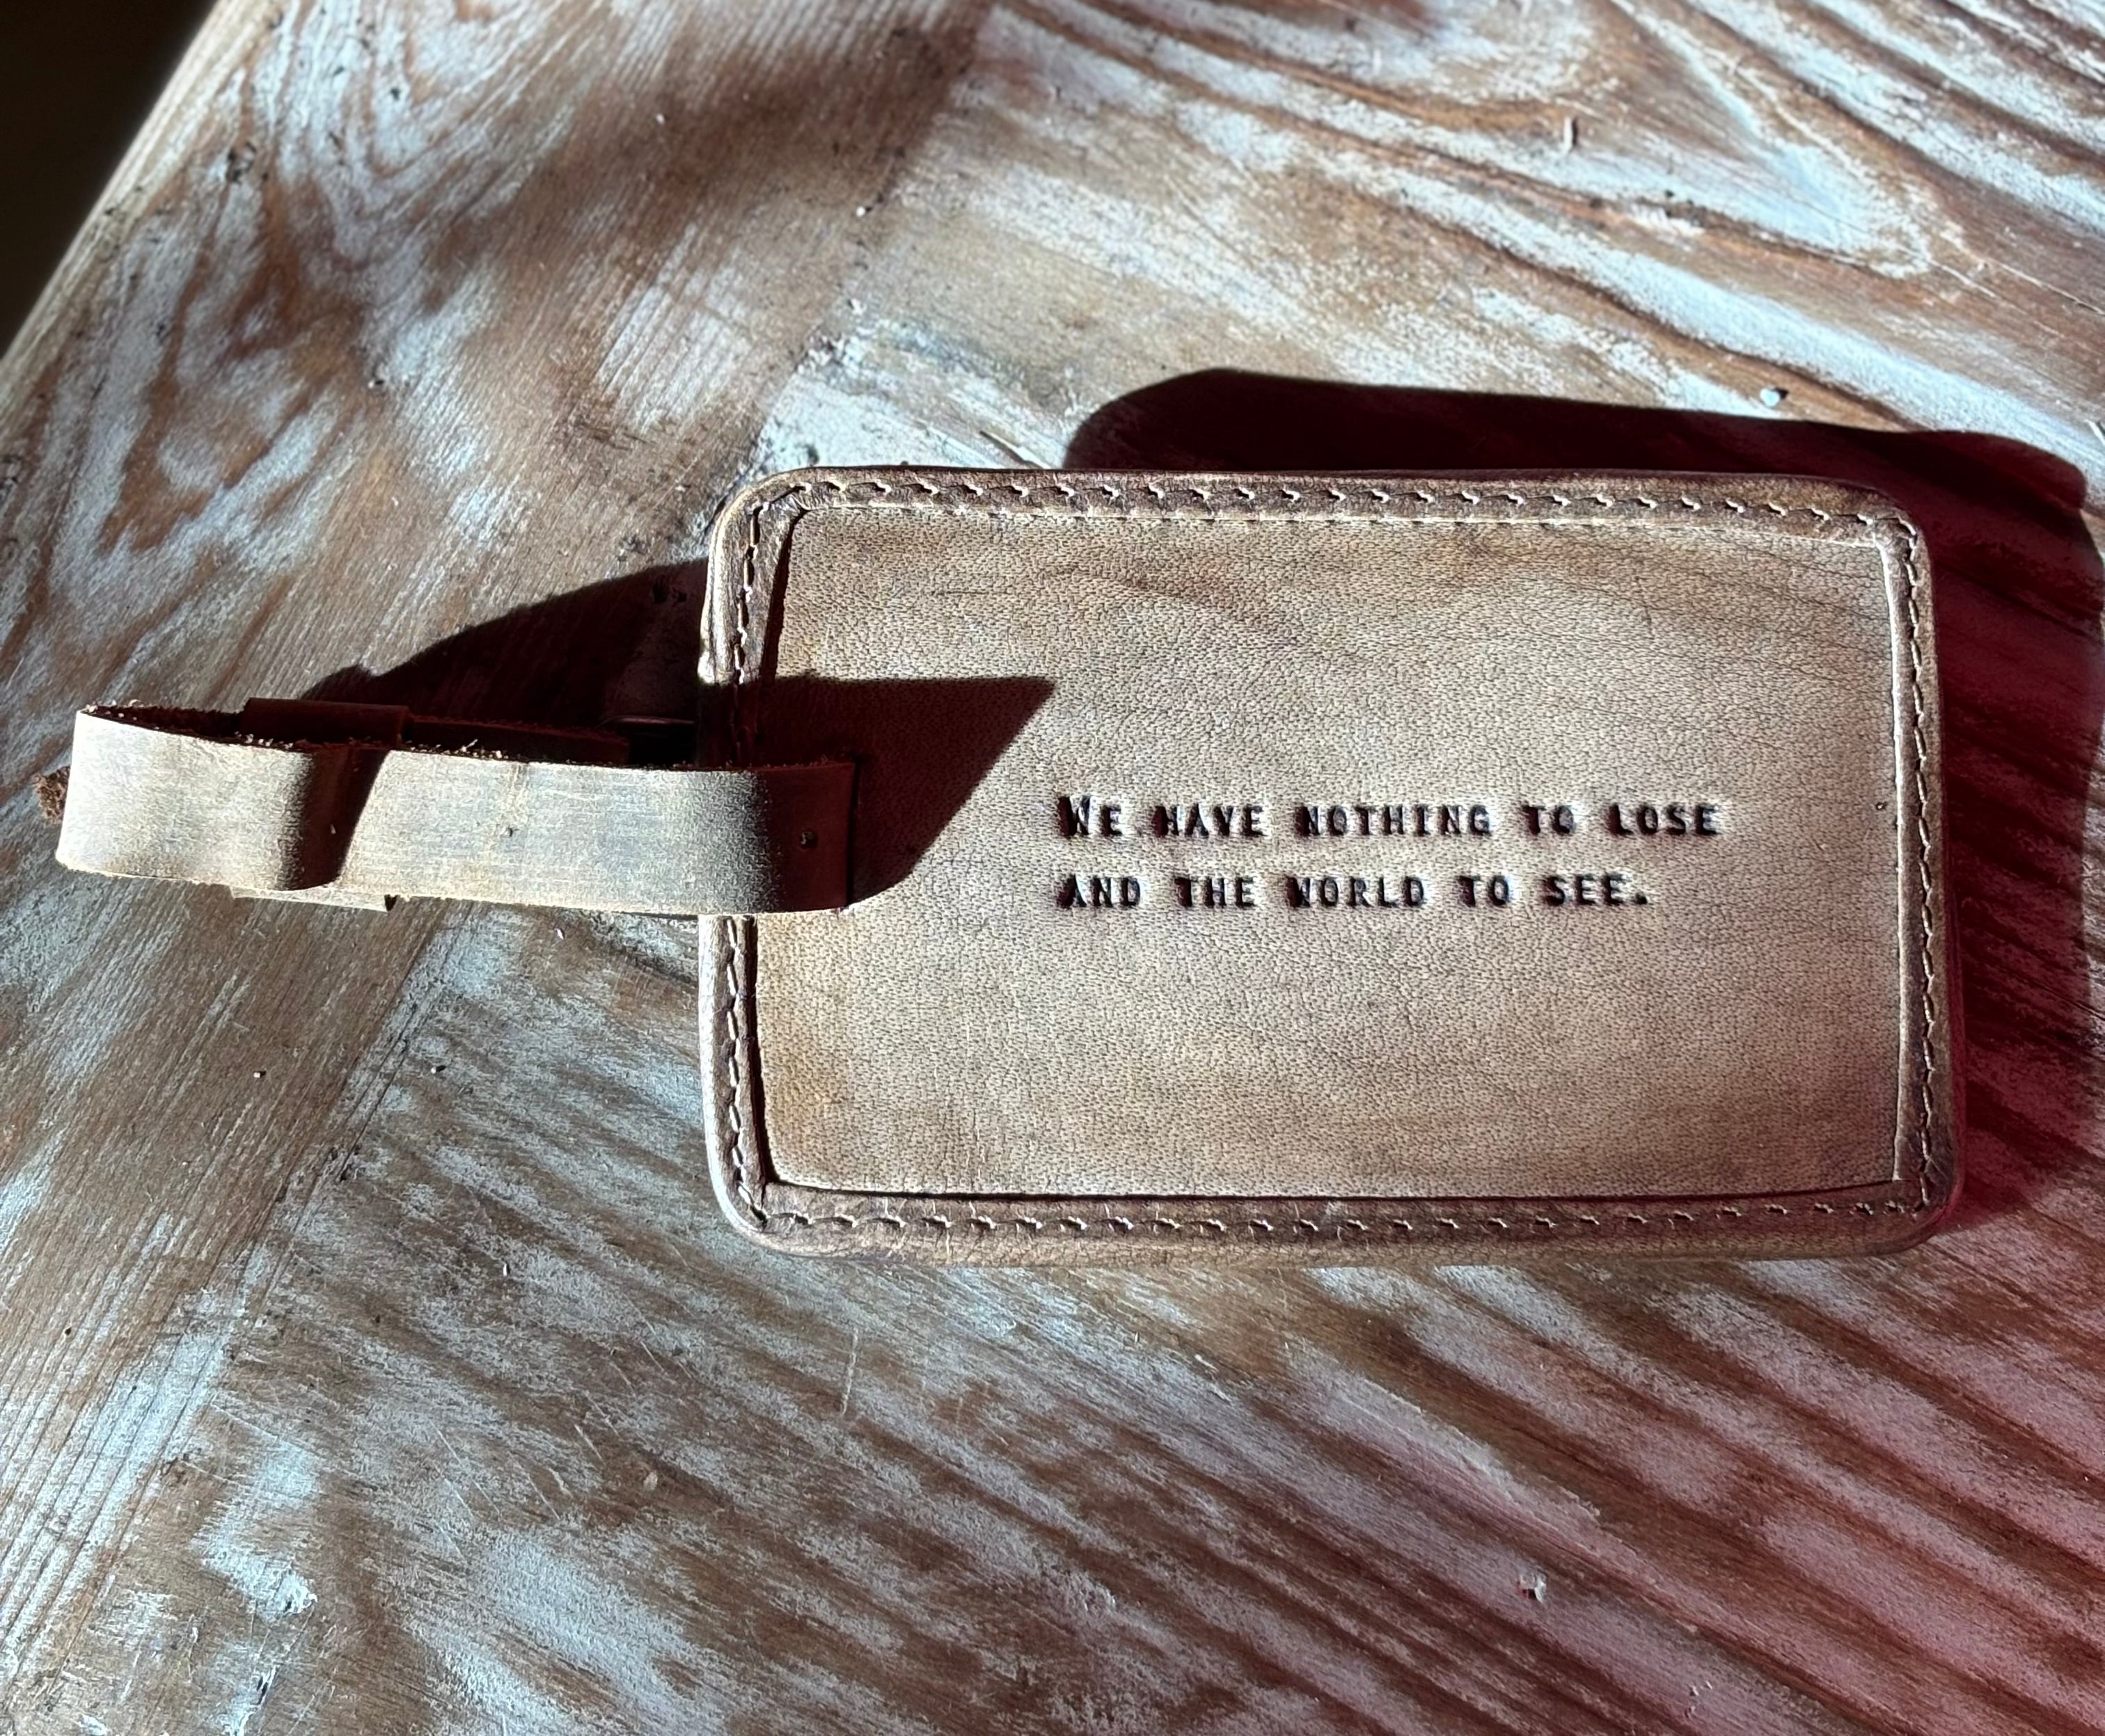 We have nothing to lose
and the world to see.